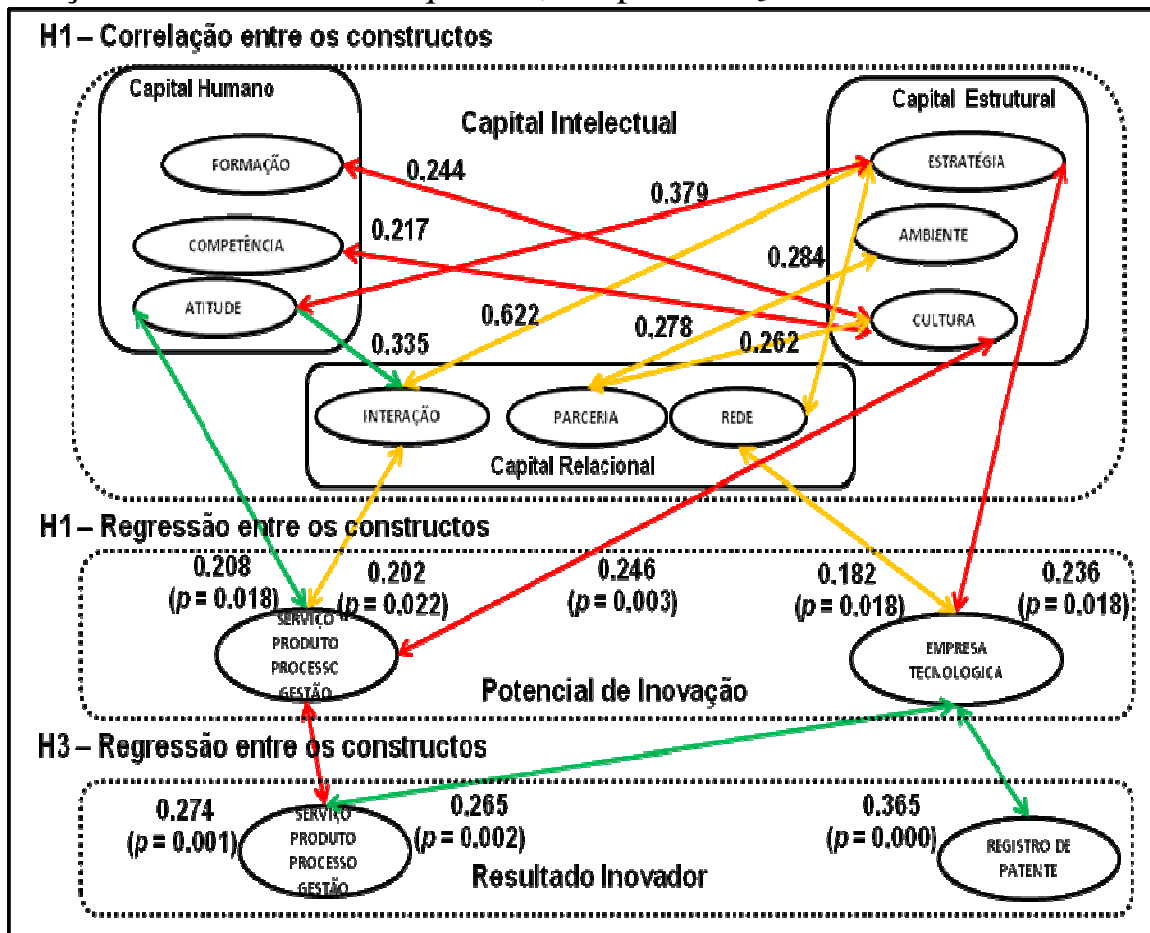 H1 – Correlação entre os constructos
Capital Humano
Capital Estrutural
Capital Intelectual
FORMAÇÃO
ESTRATÉGIA
0.244
0.379
COMPETÊNCIA
0.217
AMBIENTE
0.284
ATITUDE
0.622
0.278
CULTURA
0.335
0.262
INTERAÇÃO
PARCERIA
REDE
Capital Relacional
H1 – Regressão entre os constructos
0.208
(p = 0.018)
0.202
(p = 0.022)
0.246
(p = 0.003)
0.182
(p = 0.018)
0.236
(p = 0.018)
SERVIÇO
PRODUTO
PROCESSO
GESTÃO
EMPRESA
TECNOLOGICA
Potencial de Inovação
H3 – Regressão entre os constructos
0.274
(p = 0.001)
0.265
(p = 0.002)
0.365
(p = 0.000)
SERVIÇO
PRODUTO
PROCESSO
GESTÃO
REGISTRO DE
PATENTE
Resultado Inovador